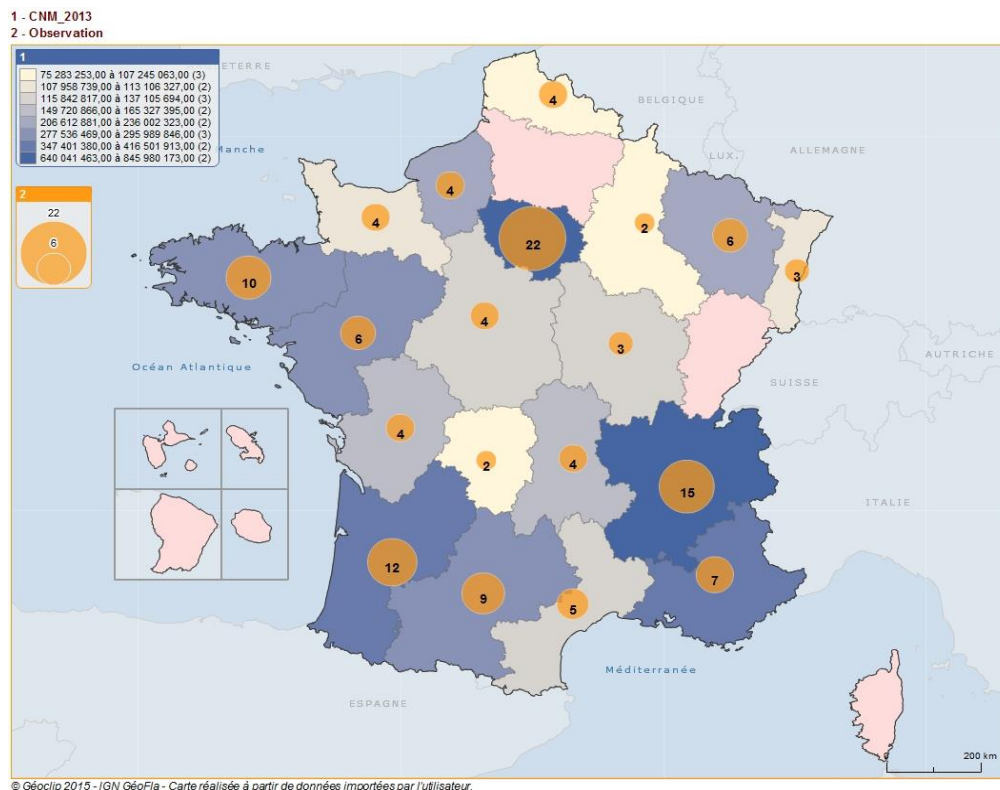 1 - CNM_2013
2 - Observation
1
75 283 253,00 à 107 245 063,00 (3)
107 958 739,00 à 113 106 327,00 (2)
115 842 817,00 à 137 105 694,00 (3)
149 720 866,00 à 165 327 395,00 (2)
206 612 881,00 à 236 002 323,00 (2)
277 536 469,00 à 295 989 846,00 (3)
347 401 380,00 à 416 501 913,00 (2)
640 041 463,00 à 845 980 173,00 (2)
ETERRE
BELGIQUE
Manche
LUX.
ALLEMAGNE
2
22
6
4
4
4
22
2
6
3
10
6
4
3
Océan Atlantique
AUTRICHE
SUISSE
4
2
4
15
ITALIE
12
9
5
7
Méditerranée
ESPAGNE
200 km
© Géoclip 2015 - IGN GéoFla - Carte réalisée à partir de données importées par l'utilisateur.